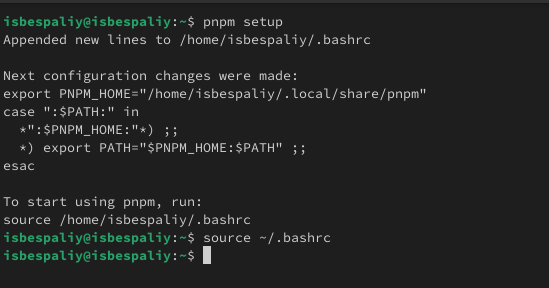 isbespaliy@isbespaliy:~$ pnpm setup
Appended new lines to /home/isbespaliy/.bashrc

Next configuration changes were made:
export PNPM_HOME="/home/isbespaliy/.local/share/pnpm"
case ":$PATH:" in
  *":$PNPM_HOME:"*) ;;
  *) export PATH="$PNPM_HOME:$PATH" ;;
esac

To start using pnpm, run:
source /home/isbespaliy/.bashrc
isbespaliy@isbespaliy:~$ source ~/.bashrc
isbespaliy@isbespaliy:~$